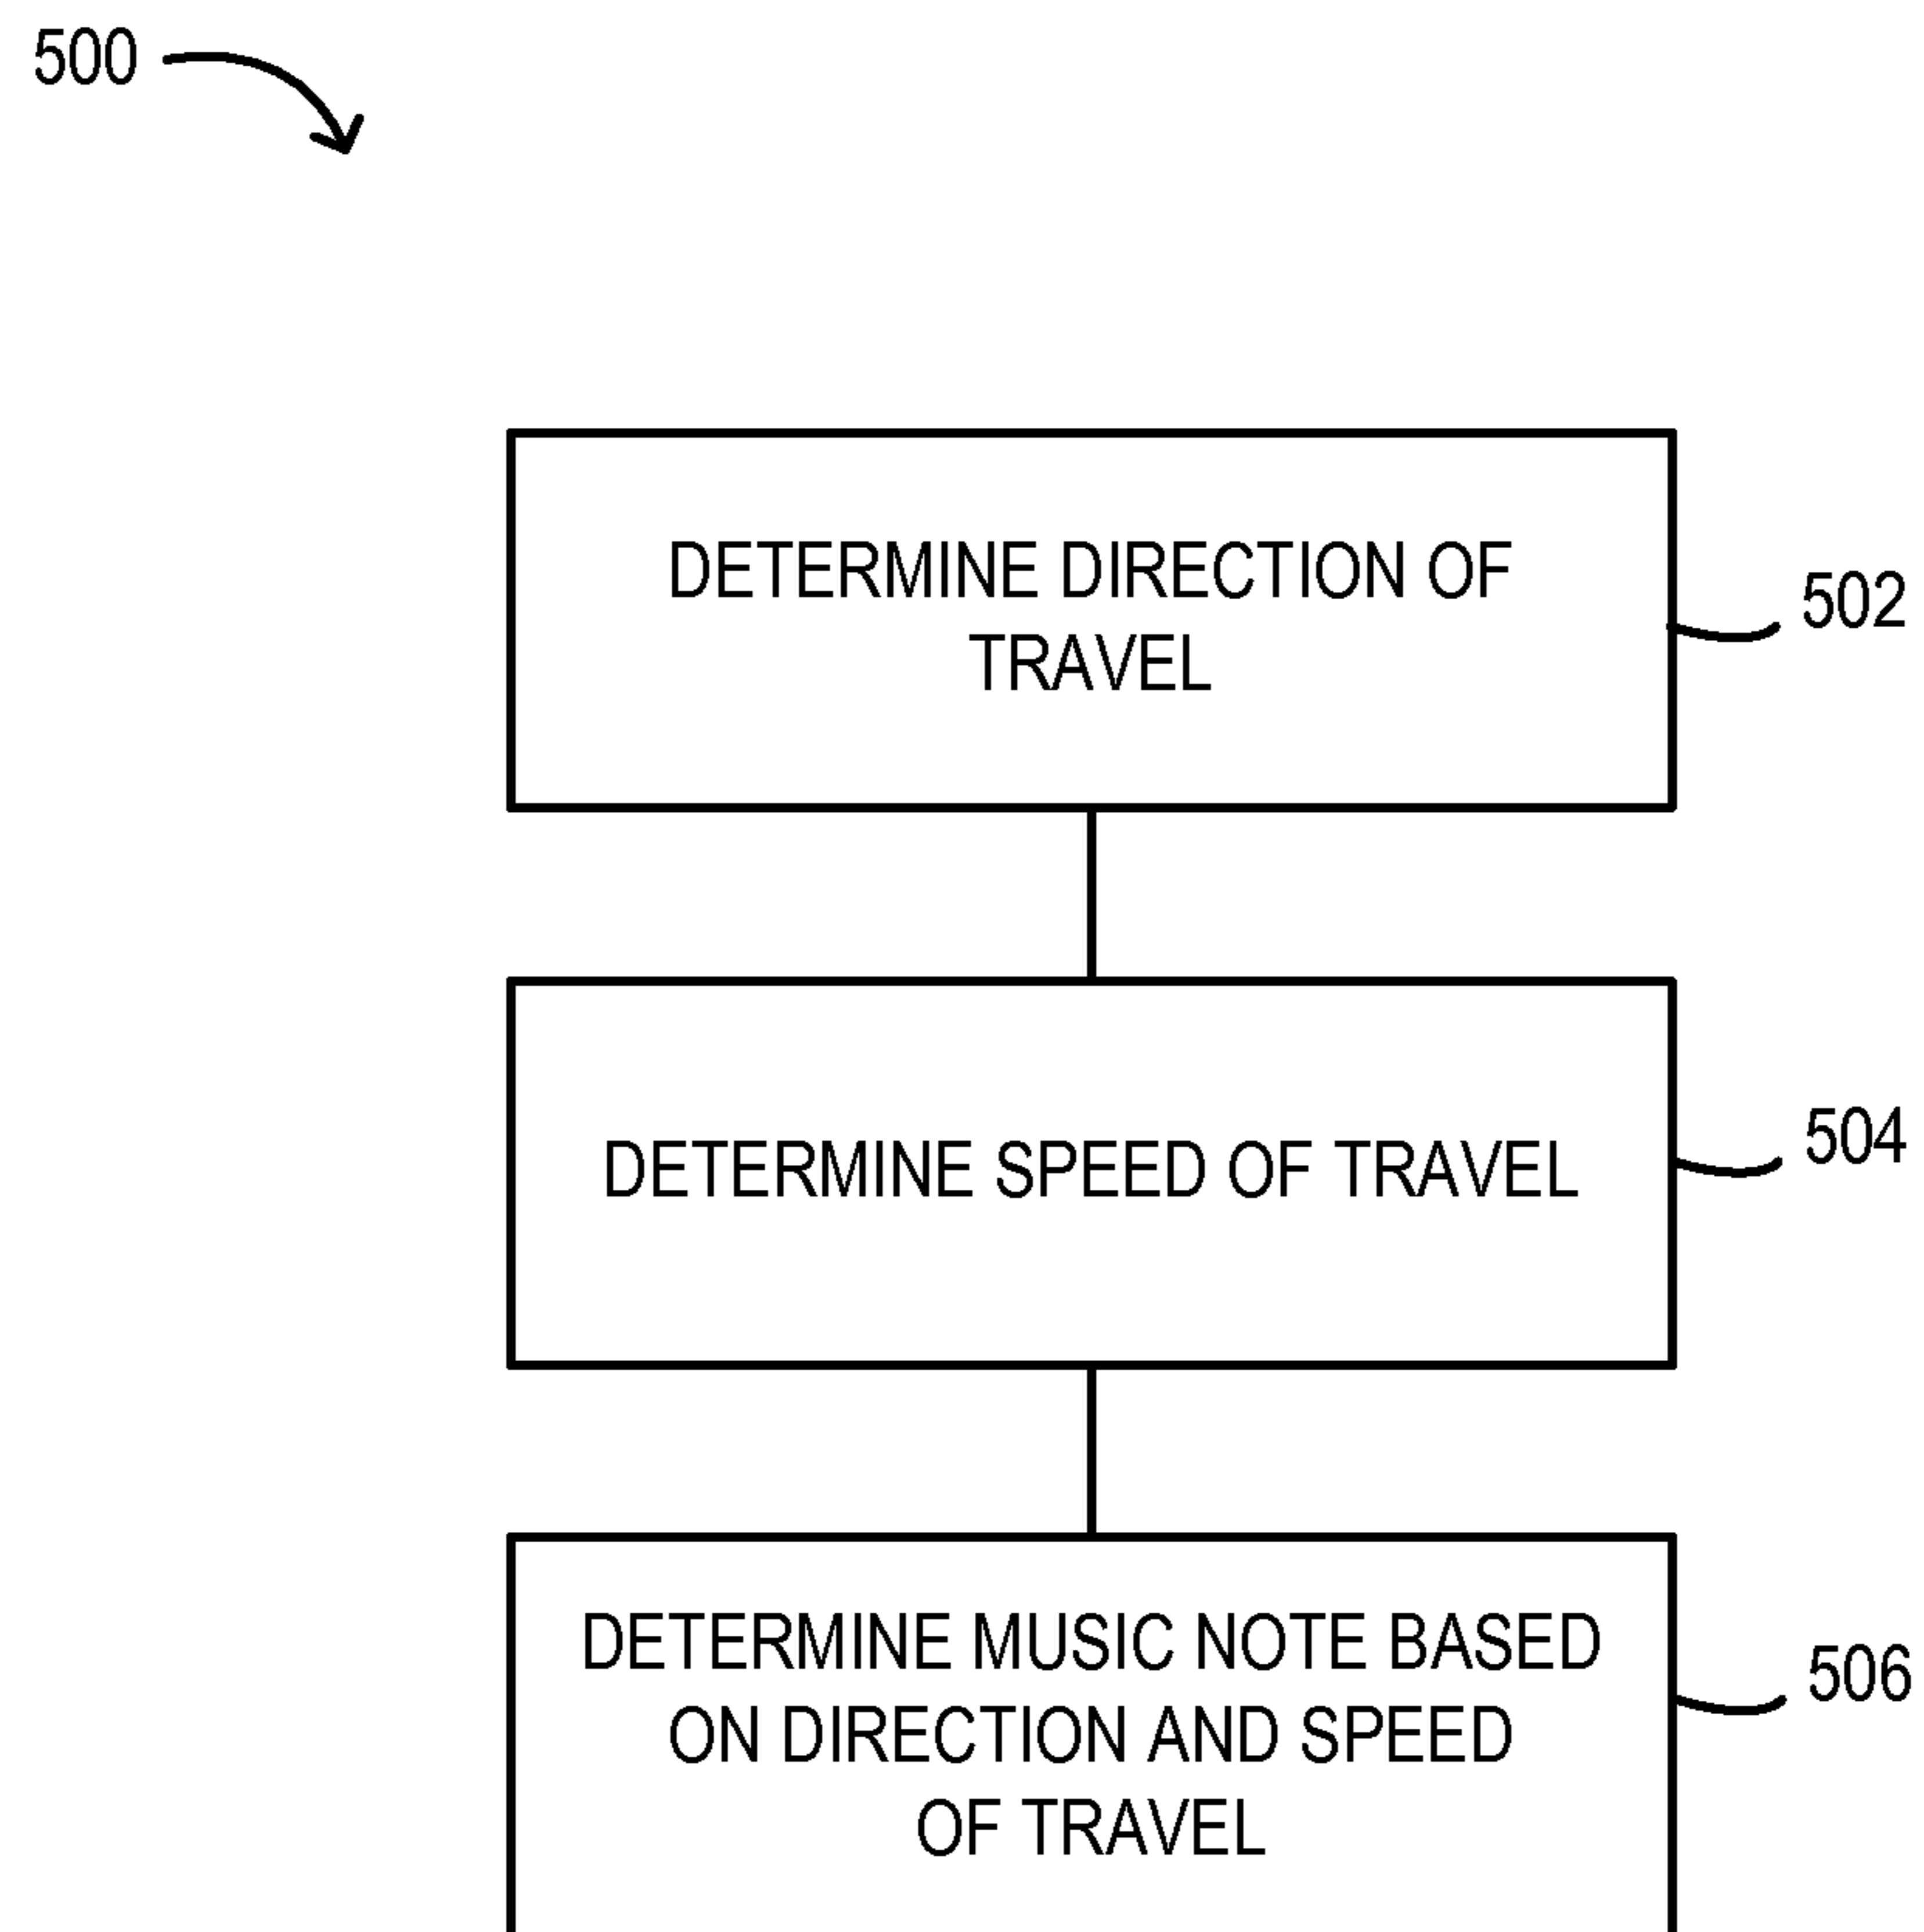 500
DETERMINE DIRECTION OF
TRAVEL
502
DETERMINE SPEED OF TRAVEL
504
DETERMINE MUSIC NOTE BASED
ON DIRECTION AND SPEED
OF TRAVEL
506